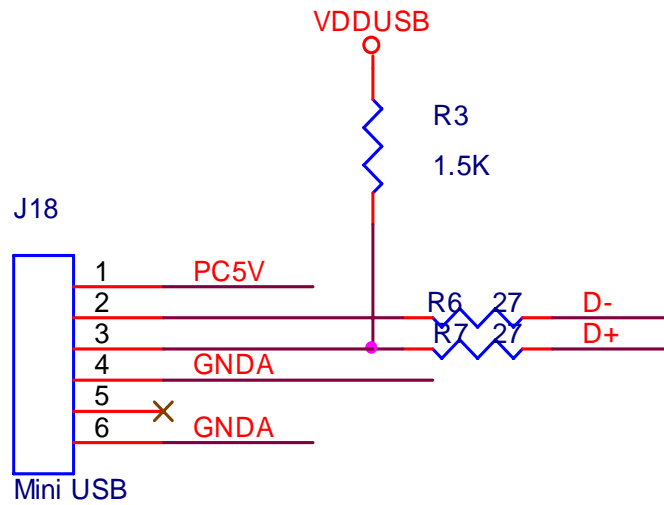 VDDUSB
R3
1.5K
J18
1 PC5V
2 R6 27 D-
3 R7 27 D+
4 GNDA
5
6 GNDA
Mini USB